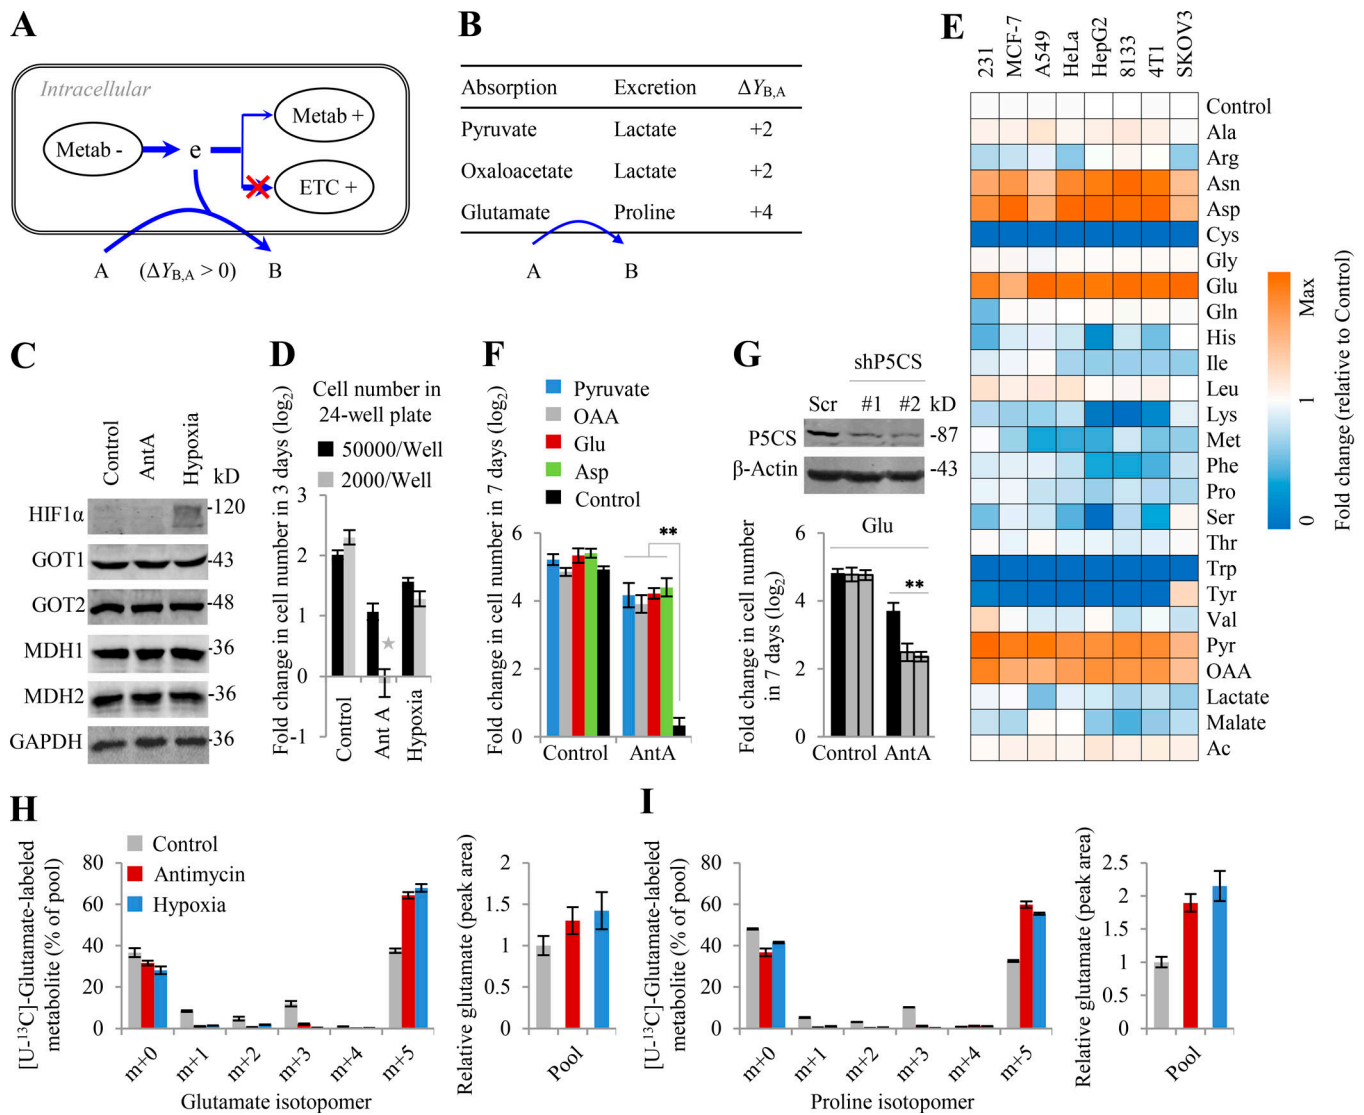 A
Intracellular
Metab -
e
Metab +
ETC +
A
(ΔY_B,A > 0)
B
B
Absorption Excretion ΔY_B,A
Pyruvate Lactate +2
Oxaloacetate Lactate +2
Glutamate Proline +4
A
B
C
Control
AntA
Hypoxia
kD
HIF1α -120
GOT1 -43
GOT2 -48
MDH1 -36
MDH2 -36
GAPDH -36
D
Cell number in
24-well plate
50000/Well
2000/Well
Fold change in cell number in 3 days (log2)
3
2
1
0
-1
Control
Ant A
Hypoxia
E
231
MCF-7
A549
HeLa
HepG2
8133
4T1
SKOV3
Control
Ala
Arg
Asn
Asp
Cys
Gly
Glu
Gln
His
Ile
Leu
Lys
Met
Phe
Pro
Ser
Thr
Trp
Tyr
Val
Pyr
OAA
Lactate
Malate
Ac
Max
1
0
Fold change (relative to Control)
F
Pyruvate
OAA
Glu
Asp
Control
Fold change in cell number in 7 days (log2)
6
4
2
0
**
Control
AntA
G
shP5CS
Scr #1 #2 kD
P5CS -87
β-Actin -43
Glu
Fold change in cell number
in 7 days (log2)
6
4
2
0
**
Control AntA
H
Control
Antimycin
Hypoxia
[U-¹³C]-Glutamate-labeled
metabolite (% of pool)
80
60
40
20
0
m+0
m+1
m+2
m+3
m+4
m+5
Glutamate isotopomer
Relative glutamate (peak area)
2
1.5
1
0.5
0
Pool
I
[U-¹³C]-Glutamate-labeled
metabolite (% of pool)
80
60
40
20
0
m+0
m+1
m+2
m+3
m+4
m+5
Proline isotopomer
Relative glutamate (peak area)
2.5
2
1.5
1
0.5
0
Pool